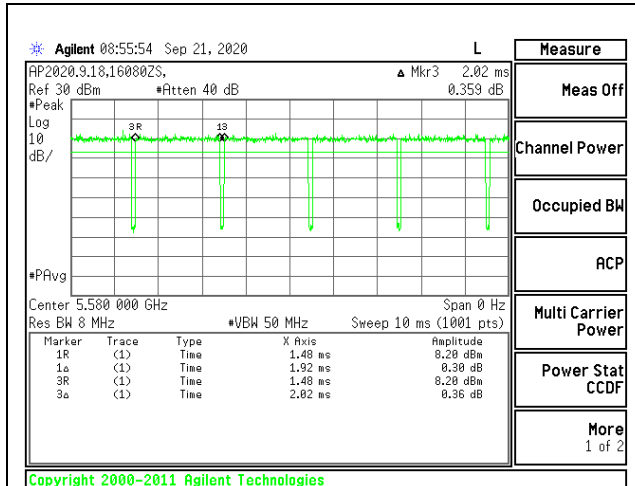 Agilent 08:55:54 Sep 21, 2020 L
AP2020.9.18,16080ZS, Δ Mkr3 2.02 ms
Ref 30 dBm #Atten 40 dB 0.359 dB
#Peak
Log
10
dB/
3R 13
#PAvg
Center 5.580 000 GHz Span 0 Hz
Res BW 8 MHz #VBW 50 MHz Sweep 10 ms (1001 pts)
Marker Trace Type X Axis Amplitude
1R (1) Time 1.48 ms 8.20 dBm
1Δ (1) Time 1.92 ms 0.30 dB
3R (1) Time 1.48 ms 8.20 dBm
3Δ (1) Time 2.02 ms 0.36 dB
Copyright 2000-2011 Agilent Technologies
Measure
Meas Off
Channel Power
Occupied BW
ACP
Multi Carrier
Power
Power Stat
CCDF
More
1 of 2